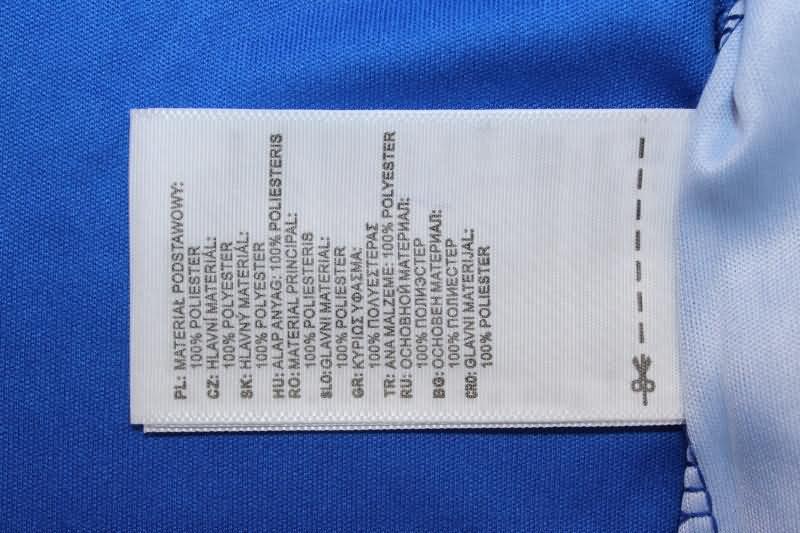 PL: MATERIAŁ PODSTAWOWY:
100% POLIESTER
CZ: HLAVNÍ MATERIÁL:
100% POLYESTER
SK: HLAVNÝ MATERIÁL:
100% POLYESTER
HU: ALAP ANYAG: 100% POLIESTERIS
RO: MATERIAL PRINCIPAL:
100% POLIESTERIS
SLO: GLAVNI MATERIAL:
100% POLIESTER
GR: ΚΥΡΙΩΣ ΥΦΑΣΜΑ:
100% ΠΟΛΥΕΣΤΕΡΑΣ
TR: ANA MALZEME: 100% POLYESTER
RU: ОСНОВНОЙ МАТЕРИАЛ:
100% ПОЛИЭСТЕР
BG: ОСНОВЕН МАТЕРИАЛ:
100% ПОЛИЕСТЕР
CRO: GLAVNI MATERIJAL:
100% POLIESTER